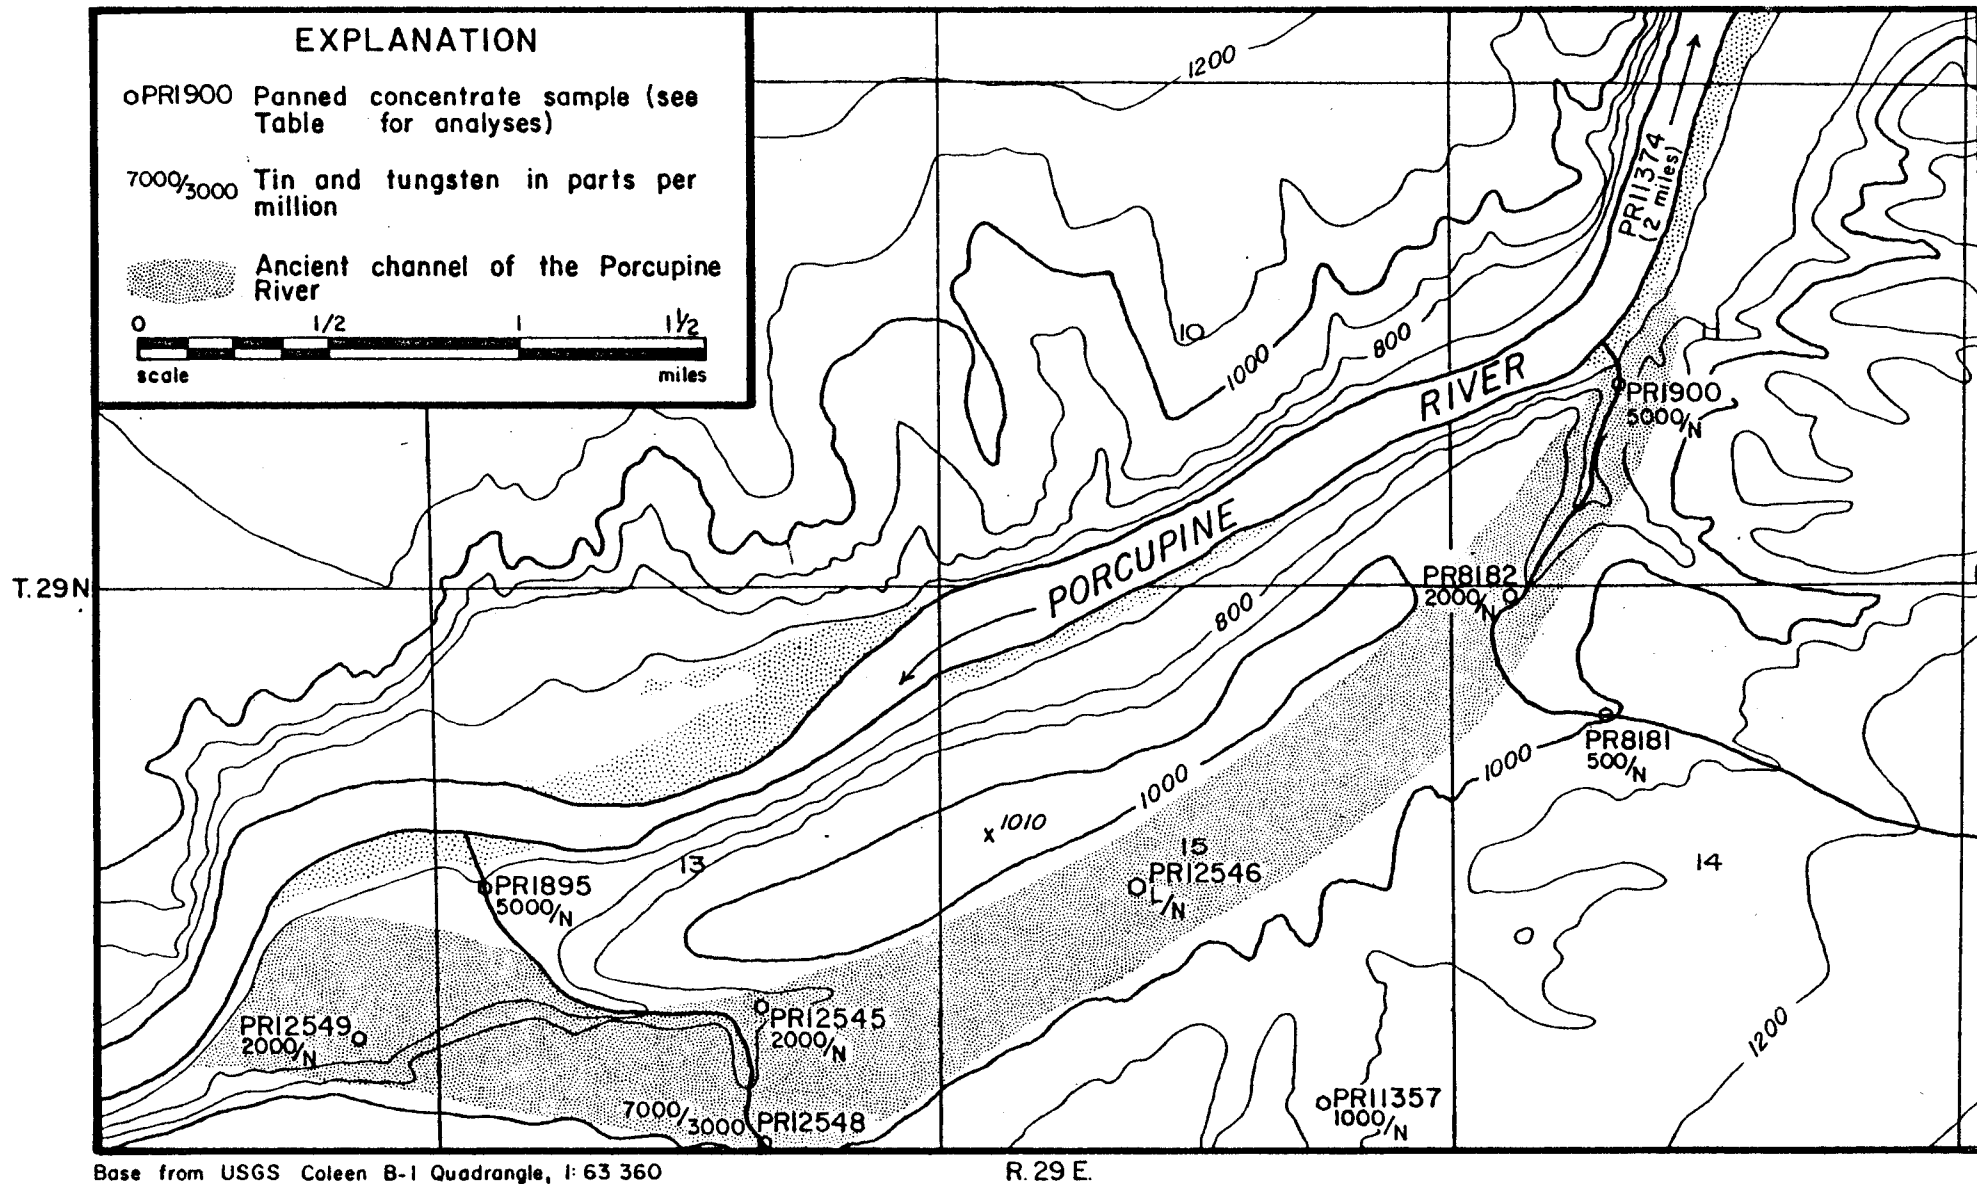 EXPLANATION
oPR1900 Panned concentrate sample (see
Table for analyses)
7000/3000 Tin and tungsten in parts per
million
Ancient channel of the Porcupine
River
0 1/2 1 1 1/2
scale miles
1200
PR11374
(2 miles)
10
1000
800
RIVER
PR1900
5000/N
PORCUPINE
T. 29 N
PR8182
2000/N
800
PR8181
500/N
1000
1000
x 1010
13
15
14
PR12546
L/N
PR1895
5000/N
PR12549
2000/N
PR12545
2000/N
1200
7000/3000
PR12548
PR11357
1000/N
Base from USGS Coleen B-1 Quadrangle, 1:63 360
R. 29 E.